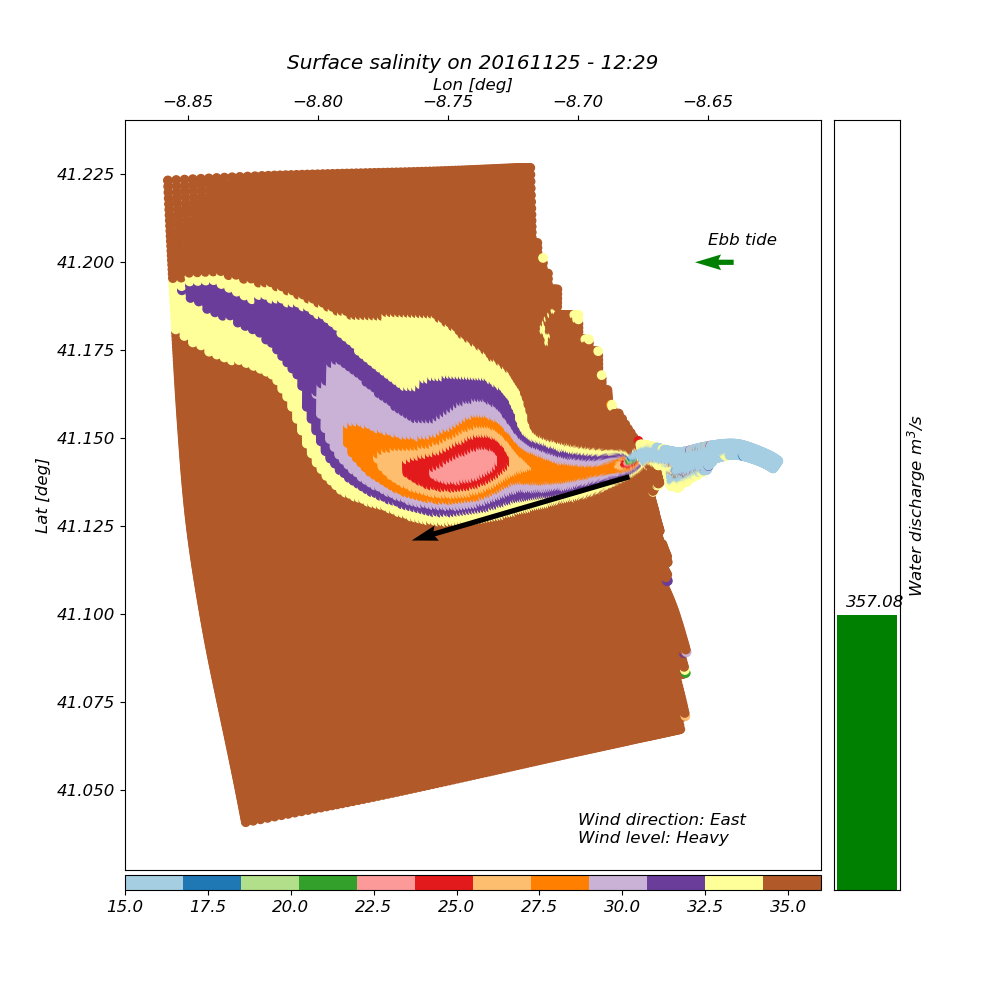 Surface salinity on 20161125 - 12:29
Lon [deg]
−8.85 −8.80 −8.75 −8.70 −8.65
41.225
41.200
41.175
41.150
41.125
41.100
41.075
41.050
Lat [deg]
Ebb tide
Wind direction: East
Wind level: Heavy
15.0 17.5 20.0 22.5 25.0 27.5 30.0 32.5 35.0
357.08
Water discharge m³/s